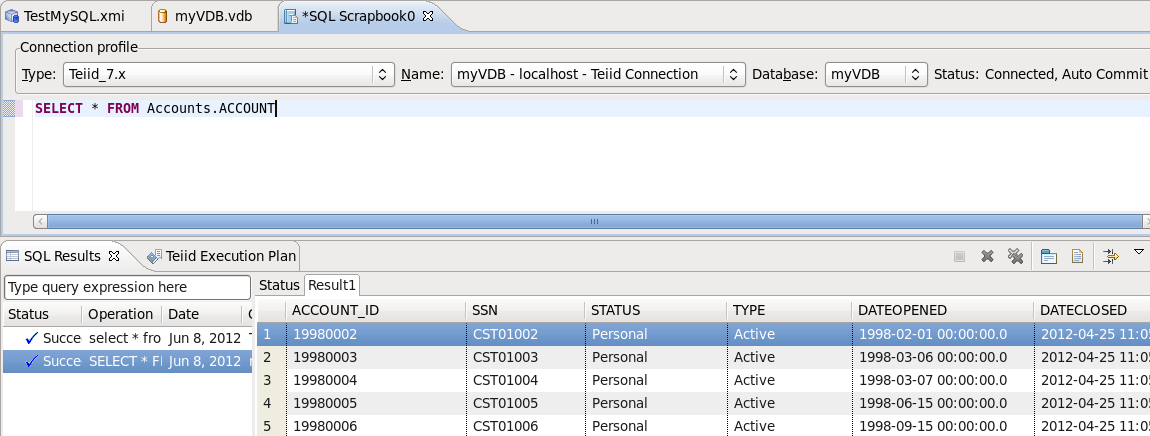 TestMySQL.xmi myVDB.vdb *SQL Scrapbook0
Connection profile
Type: Teiid_7.x Name: myVDB - localhost - Teiid Connection Database: myVDB Status: Connected, Auto Commit
SELECT * FROM Accounts.ACCOUNT
SQL Results Teiid Execution Plan
Type query expression here
Status Result1
Status Operation Date
ACCOUNT_ID SSN STATUS TYPE DATEOPENED DATECLOSED
Succe select * fro Jun 8, 2012
SELECT * F Jun 8, 2012
Succe
1 19980002 CST01002 Personal Active 1998-02-01 00:00:00.0 2012-04-25 11:05
2 19980003 CST01003 Personal Active 1998-03-06 00:00:00.0 2012-04-25 11:05
3 19980004 CST01004 Personal Active 1998-03-07 00:00:00.0 2012-04-25 11:05
4 19980005 CST01005 Personal Active 1998-06-15 00:00:00.0 2012-04-25 11:05
5 19980006 CST01006 Personal Active 1998-09-15 00:00:00.0 2012-04-25 11:05